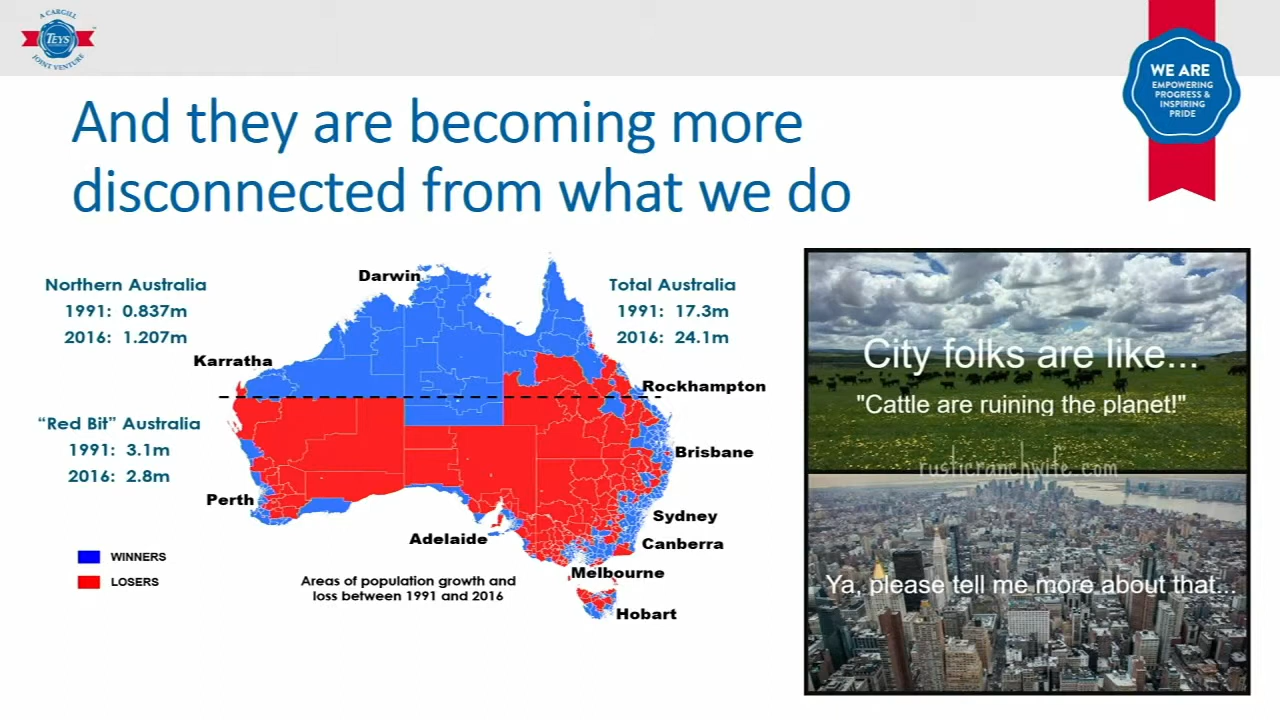 A CARGILL
TEYS
JOINT VENTURE
WE ARE
EMPOWERING
PROGRESS &
INSPIRING
PRIDE
And they are becoming more
disconnected from what we do
Northern Australia
1991: 0.837m
2016: 1.207m
"Red Bit" Australia
1991: 3.1m
2016: 2.8m
WINNERS
LOSERS
Darwin
Karratha
Perth
Adelaide
Total Australia
1991: 17.3m
2016: 24.1m
Rockhampton
Brisbane
Sydney
Canberra
Melbourne
Hobart
Areas of population growth and
loss between 1991 and 2016
City folks are like...
"Cattle are ruining the planet!"
rusticranchwife.com
Ya, please tell me more about that...